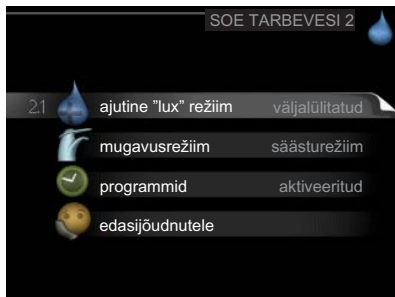 SOE TARBEVESI 2
2.1 ajutine "lux" režiim väljalülitatud
mugavusrežiim säästurežiim
programmid aktiveeritud
edasijõudnutele